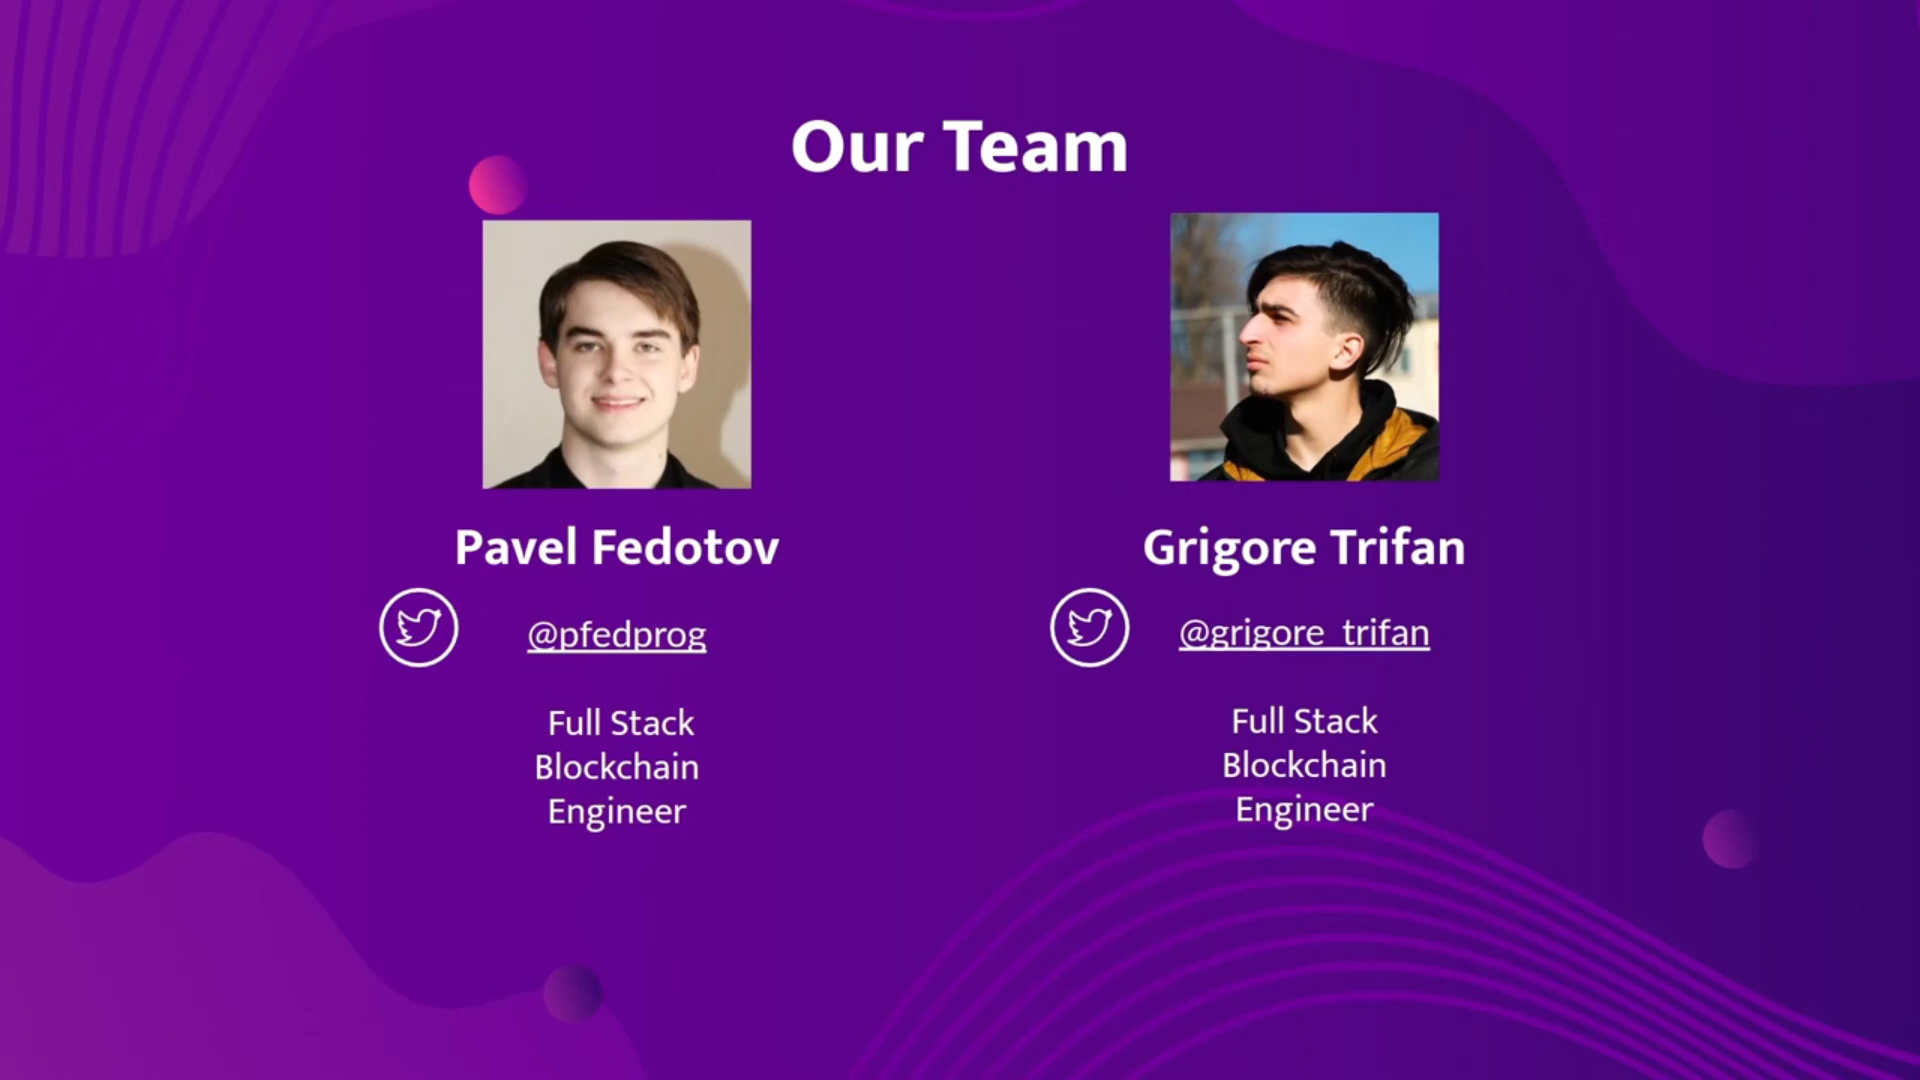 Our Team
Pavel Fedotov
@pfedprog
Full Stack
Blockchain
Engineer
Grigore Trifan
@grigore_trifan
Full Stack
Blockchain
Engineer